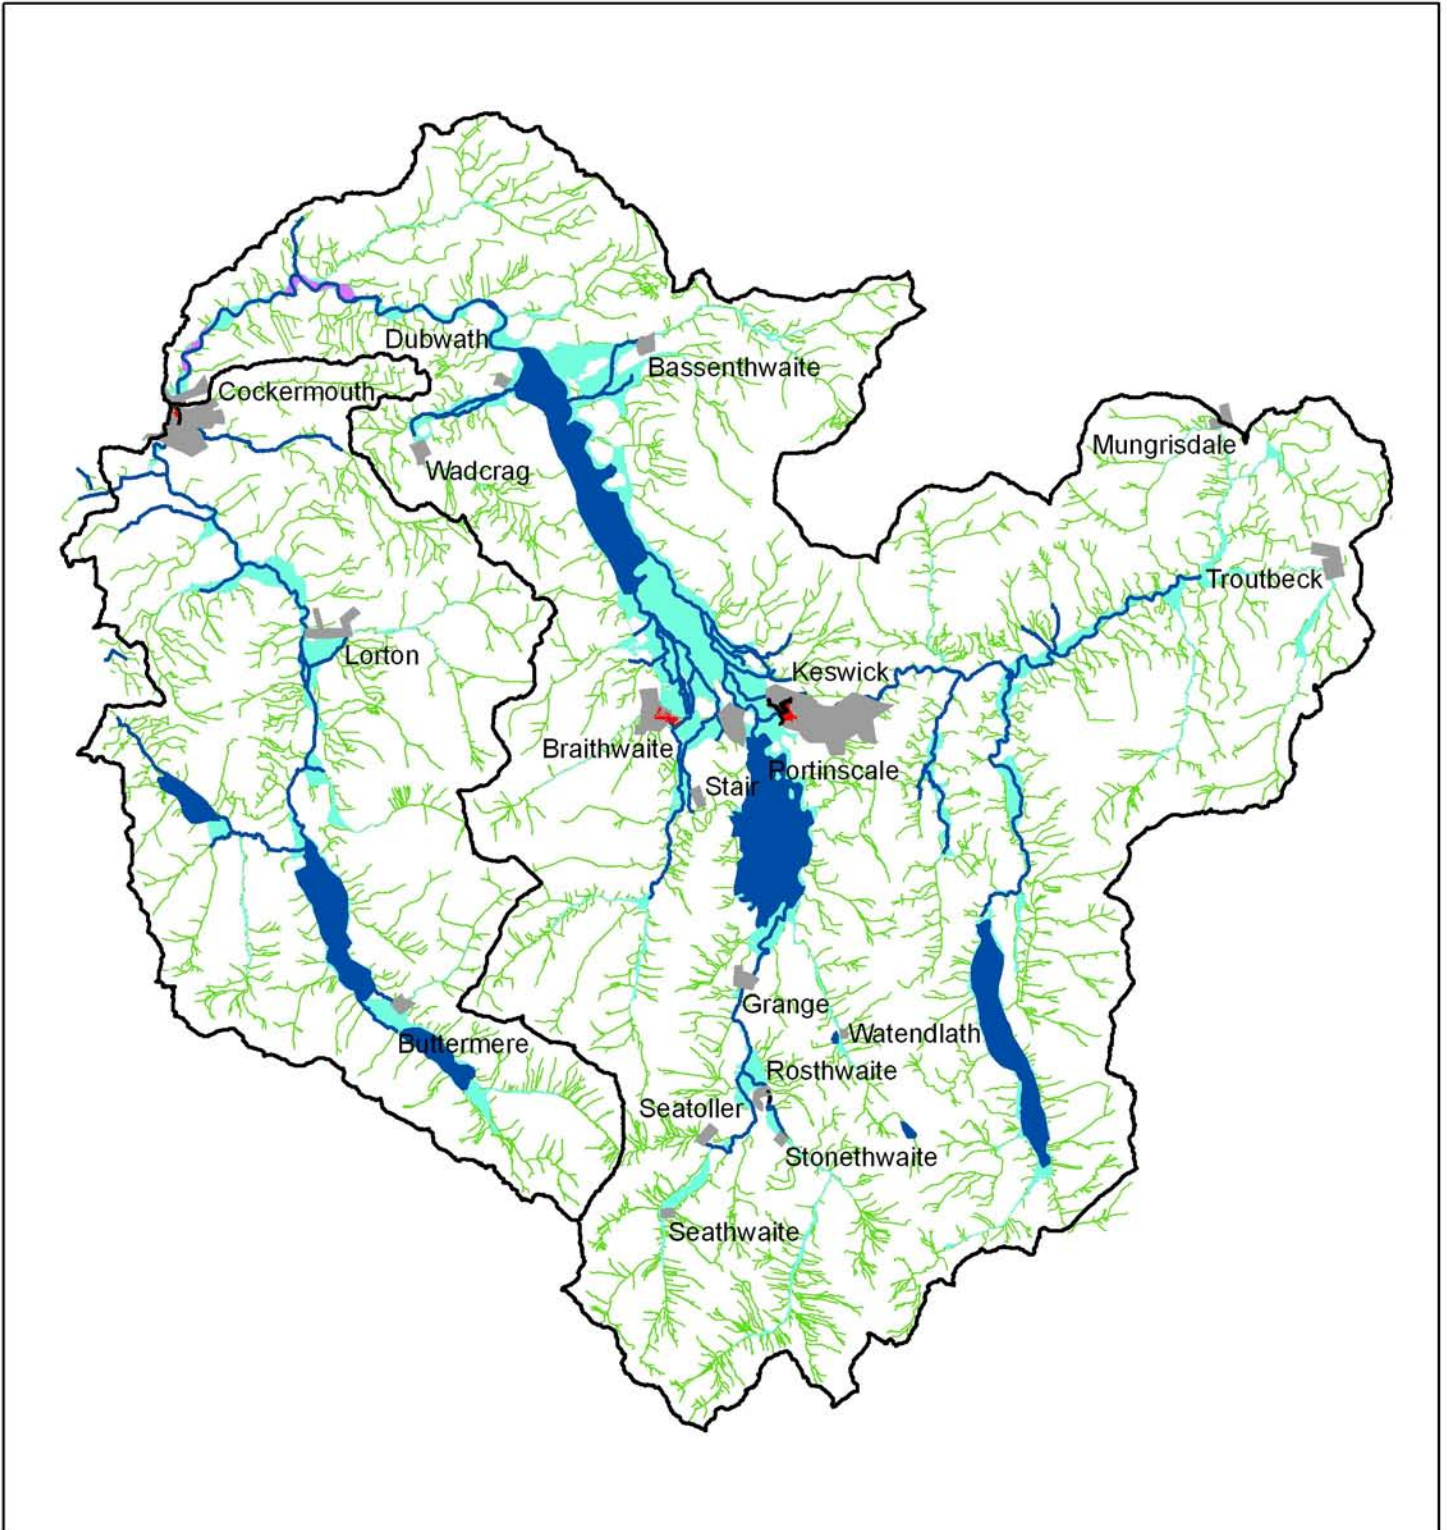 Dubwath
Bassenthwaite
Cockermouth
Mungrisdale
Wadcrag
Troutbeck
Lorton
Keswick
Braithwaite
Portinscale
Stair
Grange
Watendlath
Buttermere
Rosthwaite
Seatoller
Stonethwaite
Seathwaite